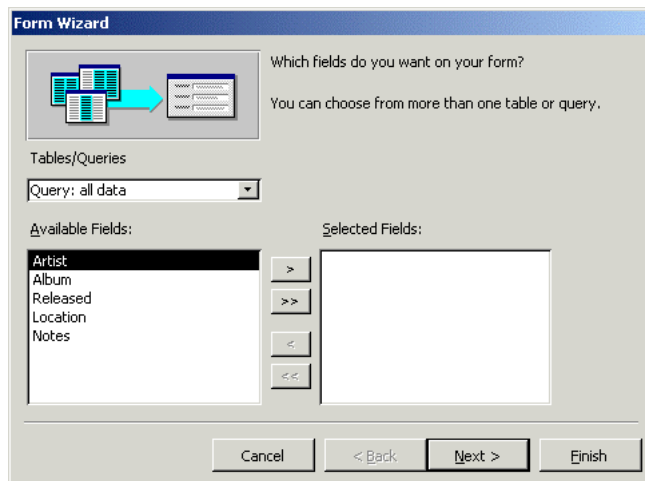 Form Wizard
Which fields do you want on your form?
You can choose from more than one table or query.
Tables/Queries
Query: all data
Available Fields:
Selected Fields:
Artist
Album
Released
Location
Notes
>
>>
<
<<
Cancel
< Back
Next >
Finish